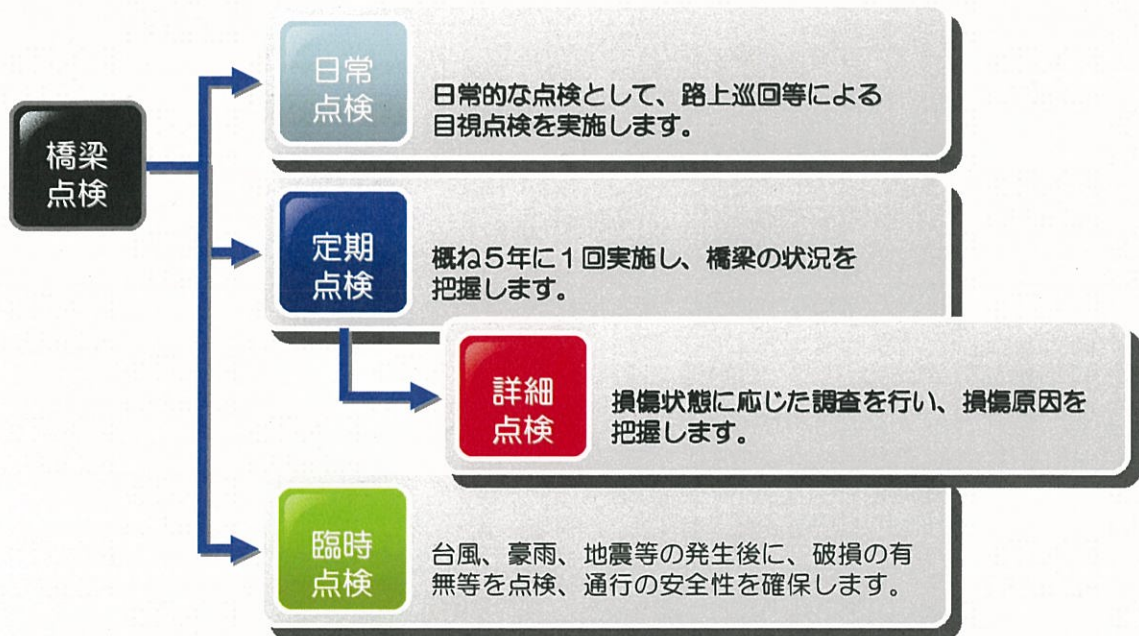 橋梁
点検
日常
点検
日常的な点検として、路上巡回等による
目視点検を実施します。
定期
点検
概ね5年に1回実施し、橋梁の状況を
把握します。
詳細
点検
損傷状態に応じた調査を行い、損傷原因を
把握します。
臨時
点検
台風、豪雨、地震等の発生後に、破損の有
無等を点検、通行の安全性を確保します。